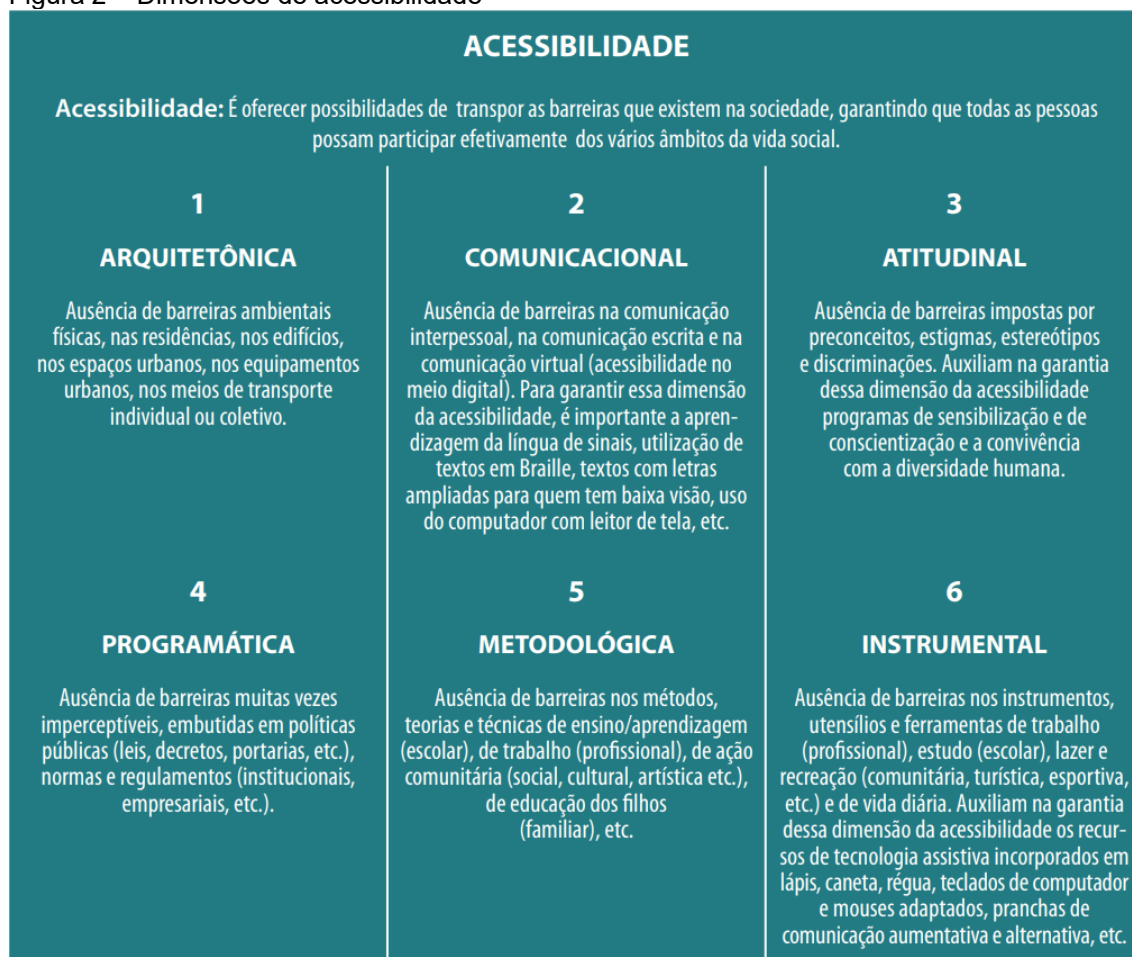 Figura 2 – Dimensões de acessibilidade
ACESSIBILIDADE
Acessibilidade: É oferecer possibilidades de transpor as barreiras que existem na sociedade, garantindo que todas as pessoas
possam participar efetivamente dos vários âmbitos da vida social.
1
ARQUITETÔNICA
Ausência de barreiras ambientais
físicas, nas residências, nos edifícios,
nos espaços urbanos, nos equipamentos
urbanos, nos meios de transporte
individual ou coletivo.
2
COMUNICACIONAL
Ausência de barreiras na comunicação
interpessoal, na comunicação escrita e na
comunicação virtual (acessibilidade no
meio digital). Para garantir essa dimensão
da acessibilidade, é importante a apren-
dizagem da língua de sinais, utilização de
textos em Braille, textos com letras
ampliadas para quem tem baixa visão, uso
do computador com leitor de tela, etc.
3
ATITUDINAL
Ausência de barreiras impostas por
preconceitos, estigmas, estereótipos
e discriminações. Auxiliam na garantia
dessa dimensão da acessibilidade
programas de sensibilização e de
conscientização e a convivência
com a diversidade humana.
4
PROGRAMÁTICA
Ausência de barreiras muitas vezes
imperceptíveis, embutidas em políticas
públicas (leis, decretos, portarias, etc.),
normas e regulamentos (institucionais,
empresariais, etc.).
5
METODOLÓGICA
Ausência de barreiras nos métodos,
teorias e técnicas de ensino/aprendizagem
(escolar), de trabalho (profissional), de ação
comunitária (social, cultural, artística etc.),
de educação dos filhos
(familiar), etc.
6
INSTRUMENTAL
Ausência de barreiras nos instrumentos,
utensílios e ferramentas de trabalho
(profissional), estudo (escolar), lazer e
recreação (comunitária, turística, esportiva,
etc.) e de vida diária. Auxiliam na garantia
dessa dimensão da acessibilidade os recur-
sos de tecnologia assistiva incorporados em
lápis, caneta, régua, teclados de computador
e mouses adaptados, pranchas de
comunicação aumentativa e alternativa, etc.